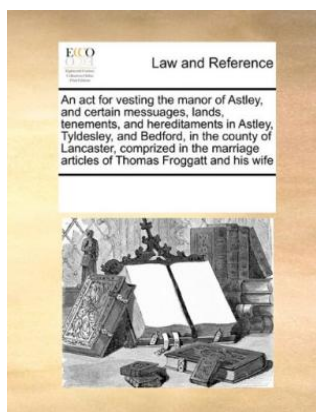 ECCO
Law and Reference
An act for vesting the manor of Astley,
and certain messuages, lands,
tenements, and hereditaments in Astley,
Tyldesley, and Bedford, in the county of
Lancaster, comprized in the marriage
articles of Thomas Froggatt and his wife